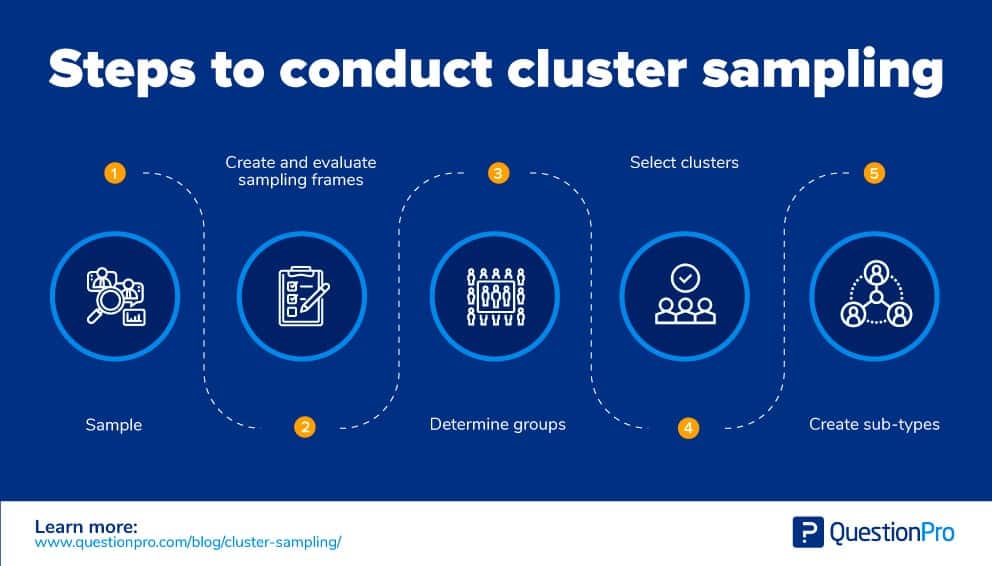 Steps to conduct cluster sampling
1
Sample
Create and evaluate
sampling frames
2
3
Determine groups
Select clusters
4
5
Create sub-types
Learn more:
www.questionpro.com/blog/cluster-sampling/
QuestionPro